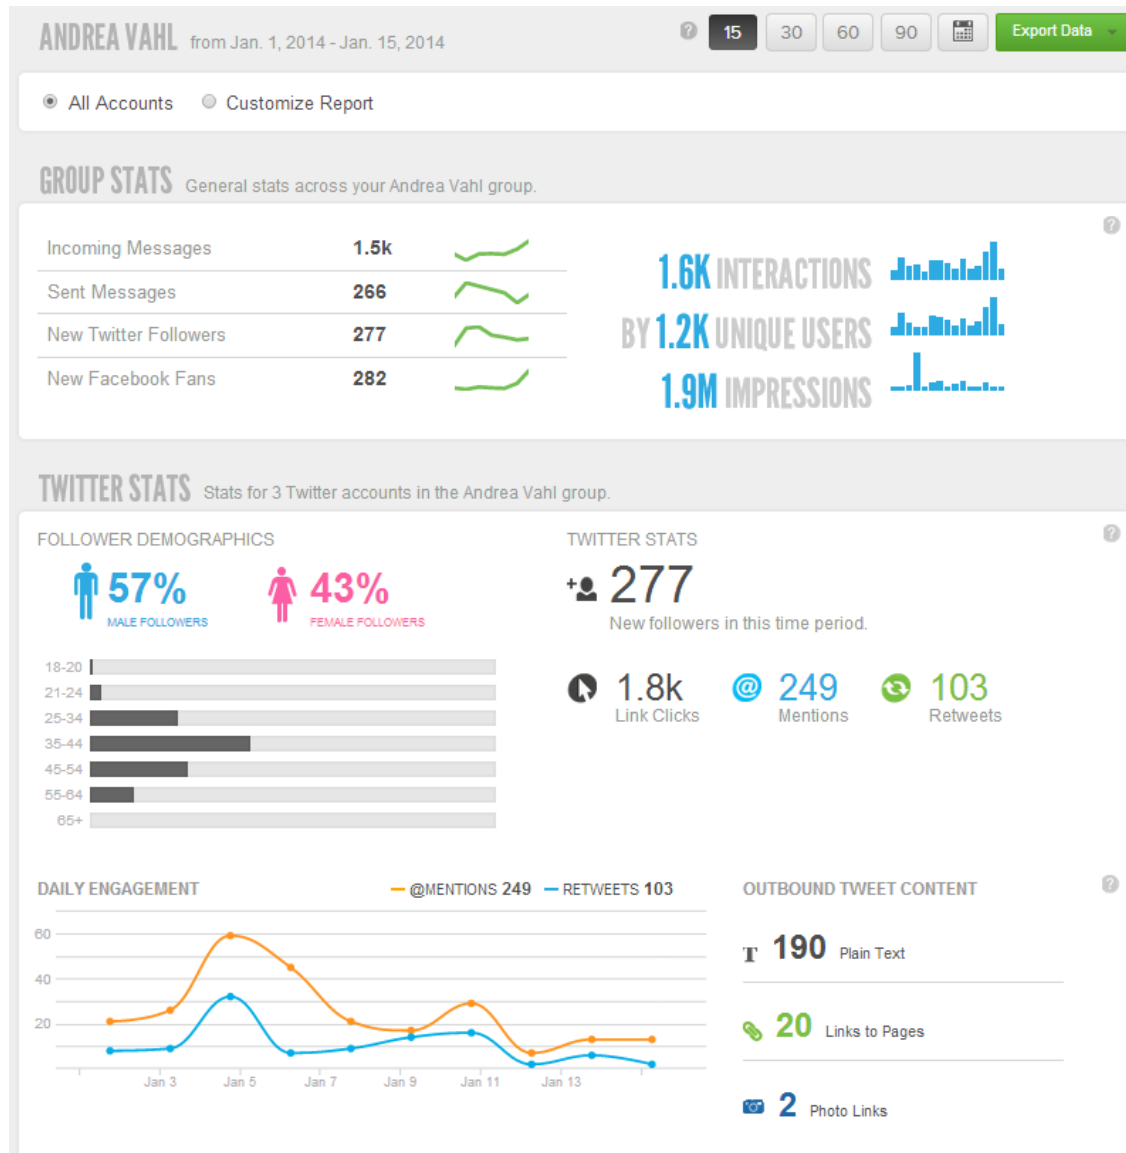 ANDREA VAHL from Jan. 1, 2014 - Jan. 15, 2014
? 15 30 60 90 Export Data
All Accounts Customize Report
GROUP STATS General stats across your Andrea Vahl group.
?
Incoming Messages 1.5k
Sent Messages 266
New Twitter Followers 277
New Facebook Fans 282
1.6K INTERACTIONS
BY 1.2K UNIQUE USERS
1.9M IMPRESSIONS
TWITTER STATS Stats for 3 Twitter accounts in the Andrea Vahl group.
?
FOLLOWER DEMOGRAPHICS
57%
MALE FOLLOWERS
43%
FEMALE FOLLOWERS
18-20
21-24
25-34
35-44
45-54
55-64
65+
TWITTER STATS
277
New followers in this time period.
1.8k
Link Clicks
@ 249
Mentions
103
Retweets
DAILY ENGAGEMENT @MENTIONS 249 RETWEETS 103
60
40
20
Jan 3 Jan 5 Jan 7 Jan 9 Jan 11 Jan 13
OUTBOUND TWEET CONTENT ?
T 190 Plain Text
20 Links to Pages
2 Photo Links